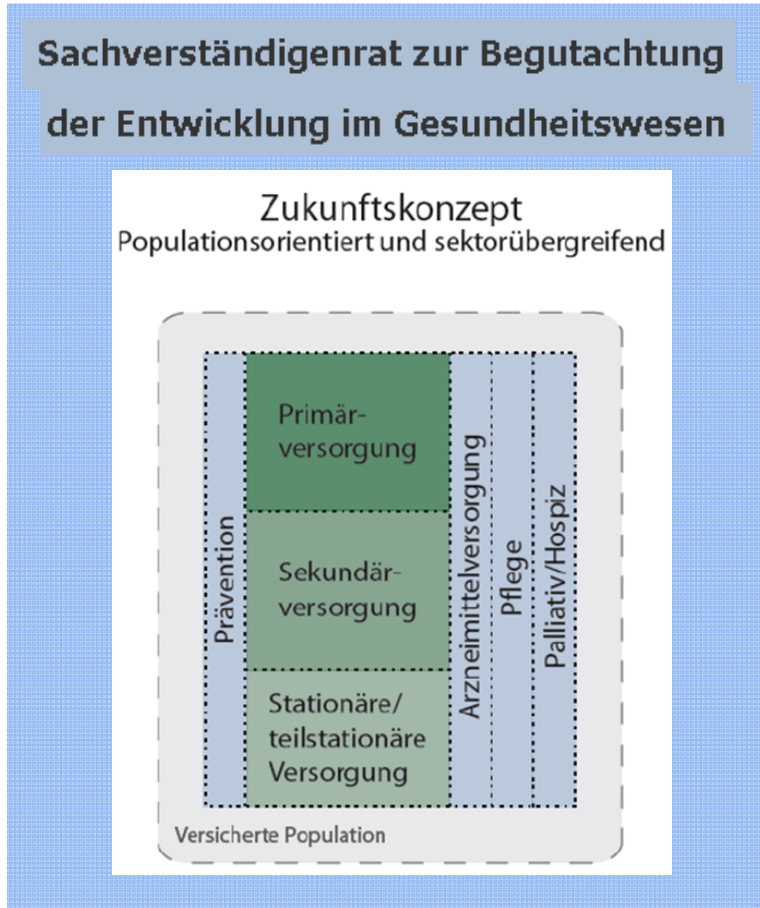 Sachverständigenrat zur Begutachtung
der Entwicklung im Gesundheitswesen
Zukunftskonzept
Populationsorientiert und sektorübergreifend
Prävention
Primär-
versorgung
Sekundär-
versorgung
Stationäre/
teilstationäre
Versorgung
Arzneimittelversorgung
Pflege
Palliativ/Hospiz
Versicherte Population